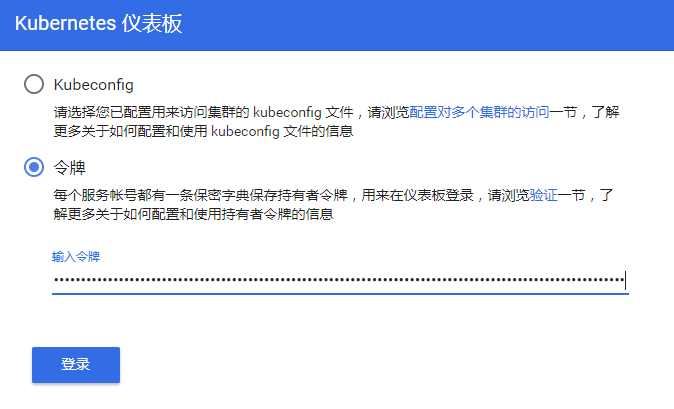 Kubernetes 仪表板
Kubeconfig
请选择您已配置用来访问集群的 kubeconfig 文件，请浏览配置对多个集群的访问一节，了解
更多关于如何配置和使用 kubeconfig 文件的信息
令牌
每个服务帐号都有一条保密字典保存持有者令牌，用来在仪表板登录，请浏览验证一节，了
解更多关于如何配置和使用持有者令牌的信息
输入令牌
登录